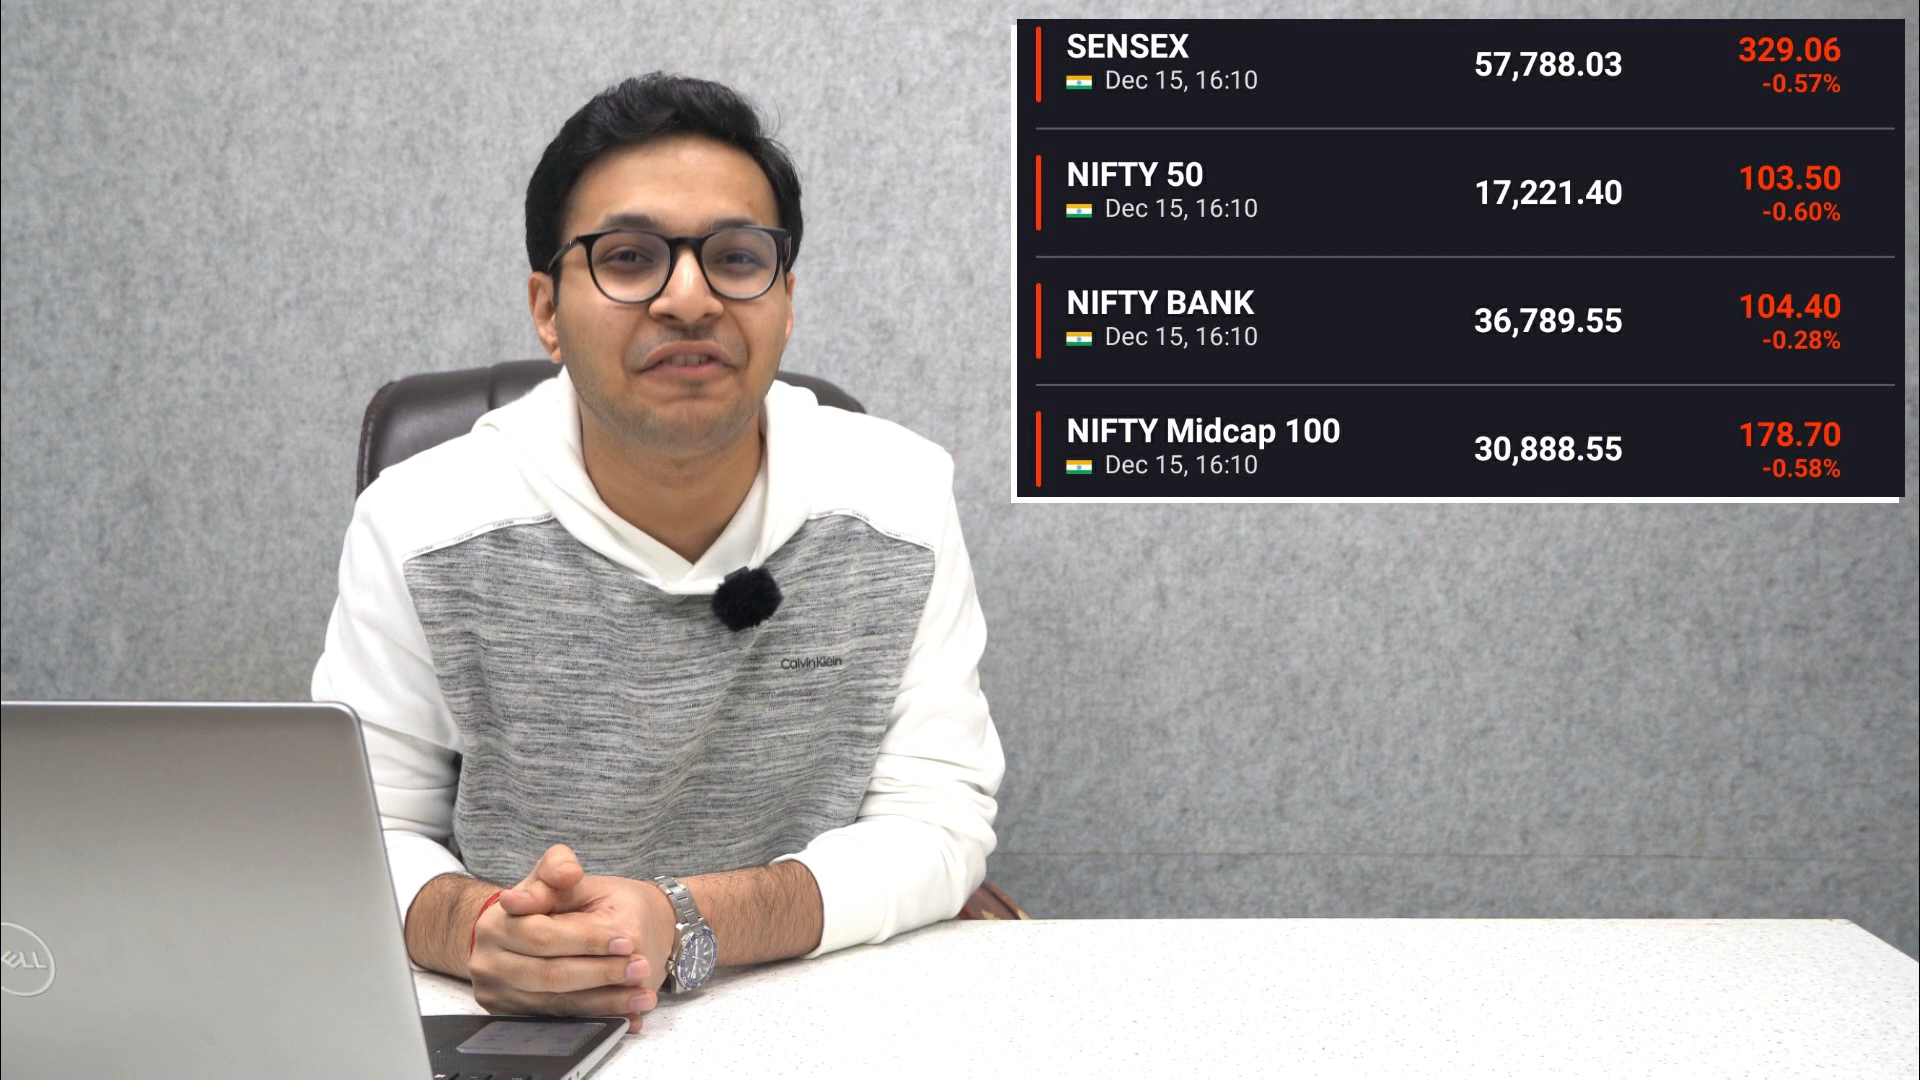 SENSEX
Dec 15, 16:10
57,788.03
329.06
-0.57%
NIFTY 50
Dec 15, 16:10
17,221.40
103.50
-0.60%
NIFTY BANK
Dec 15, 16:10
36,789.55
104.40
-0.28%
NIFTY Midcap 100
Dec 15, 16:10
30,888.55
178.70
-0.58%
Calvin Klein
DELL